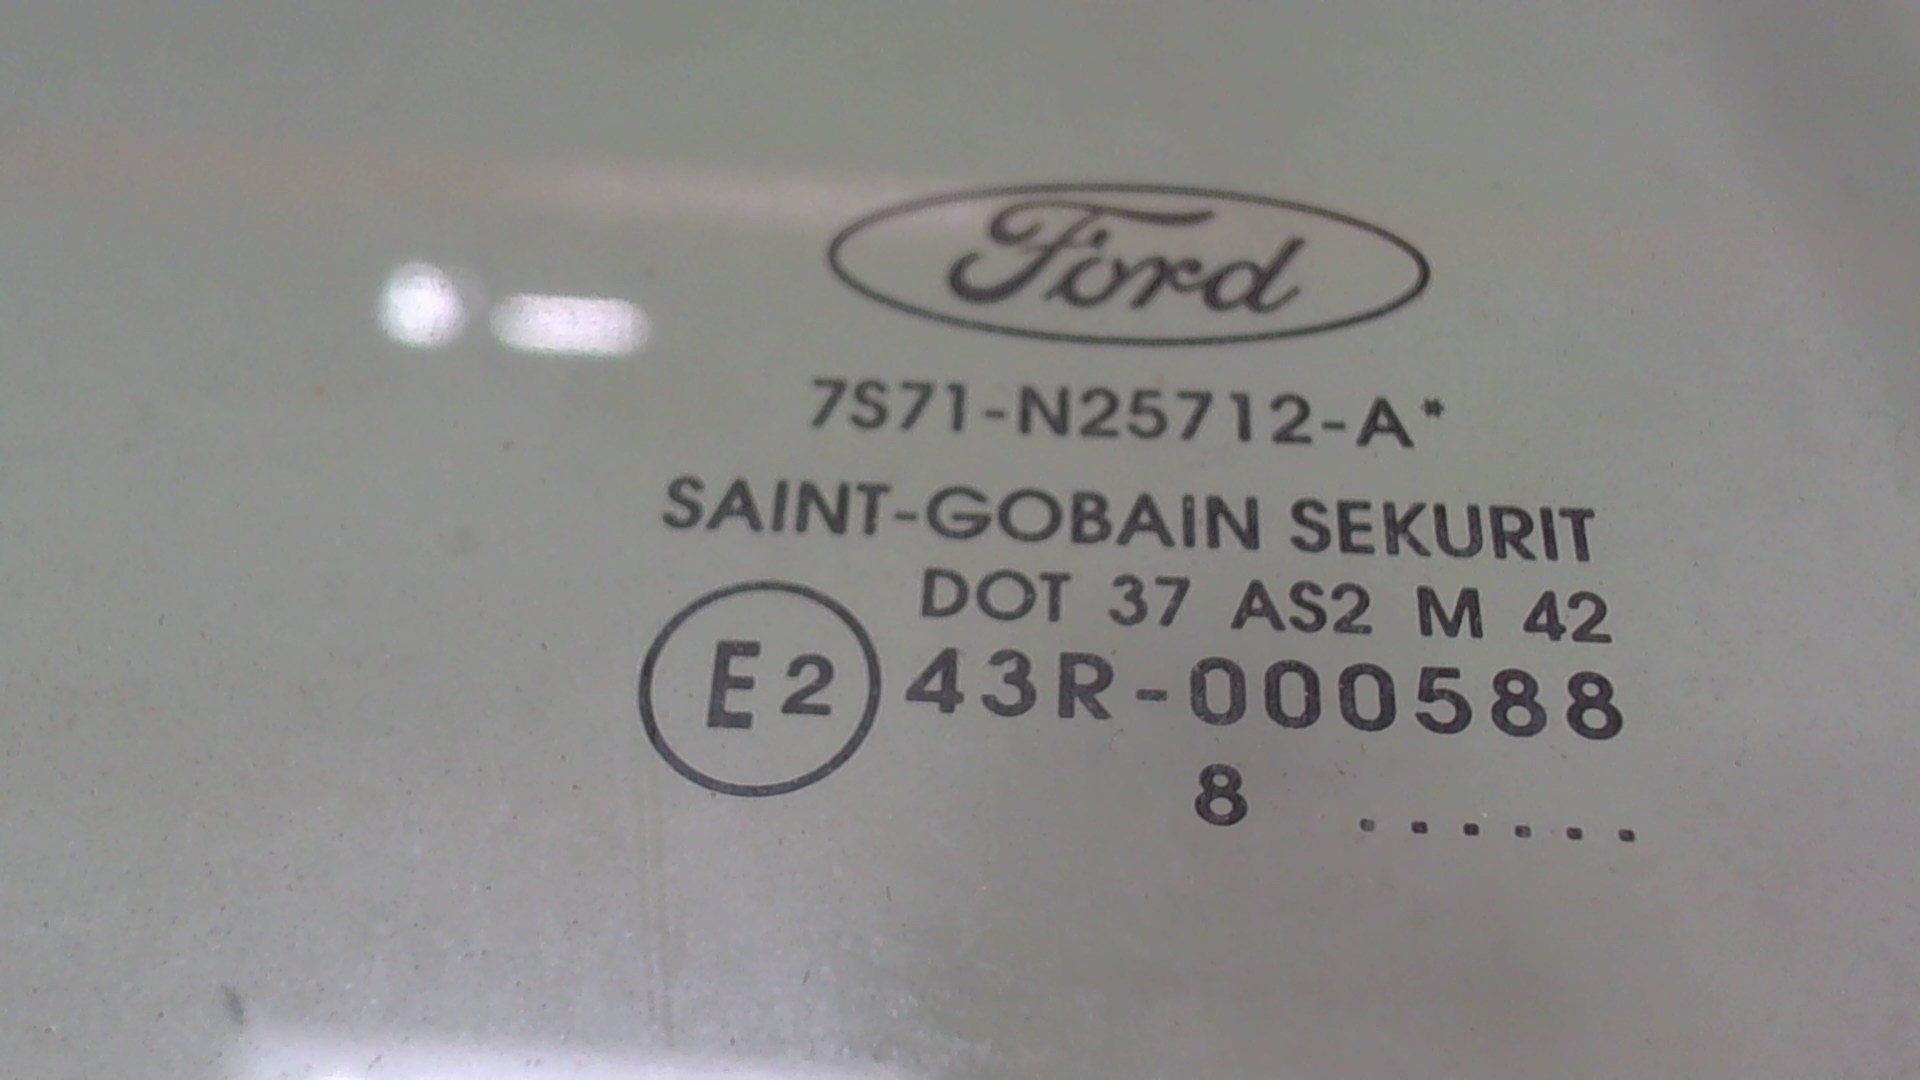 Ford
7S71-N25712-A*
SAINT-GOBAIN SEKURIT
DOT 37 AS2 M 42
E2 43R-000588
8 ......